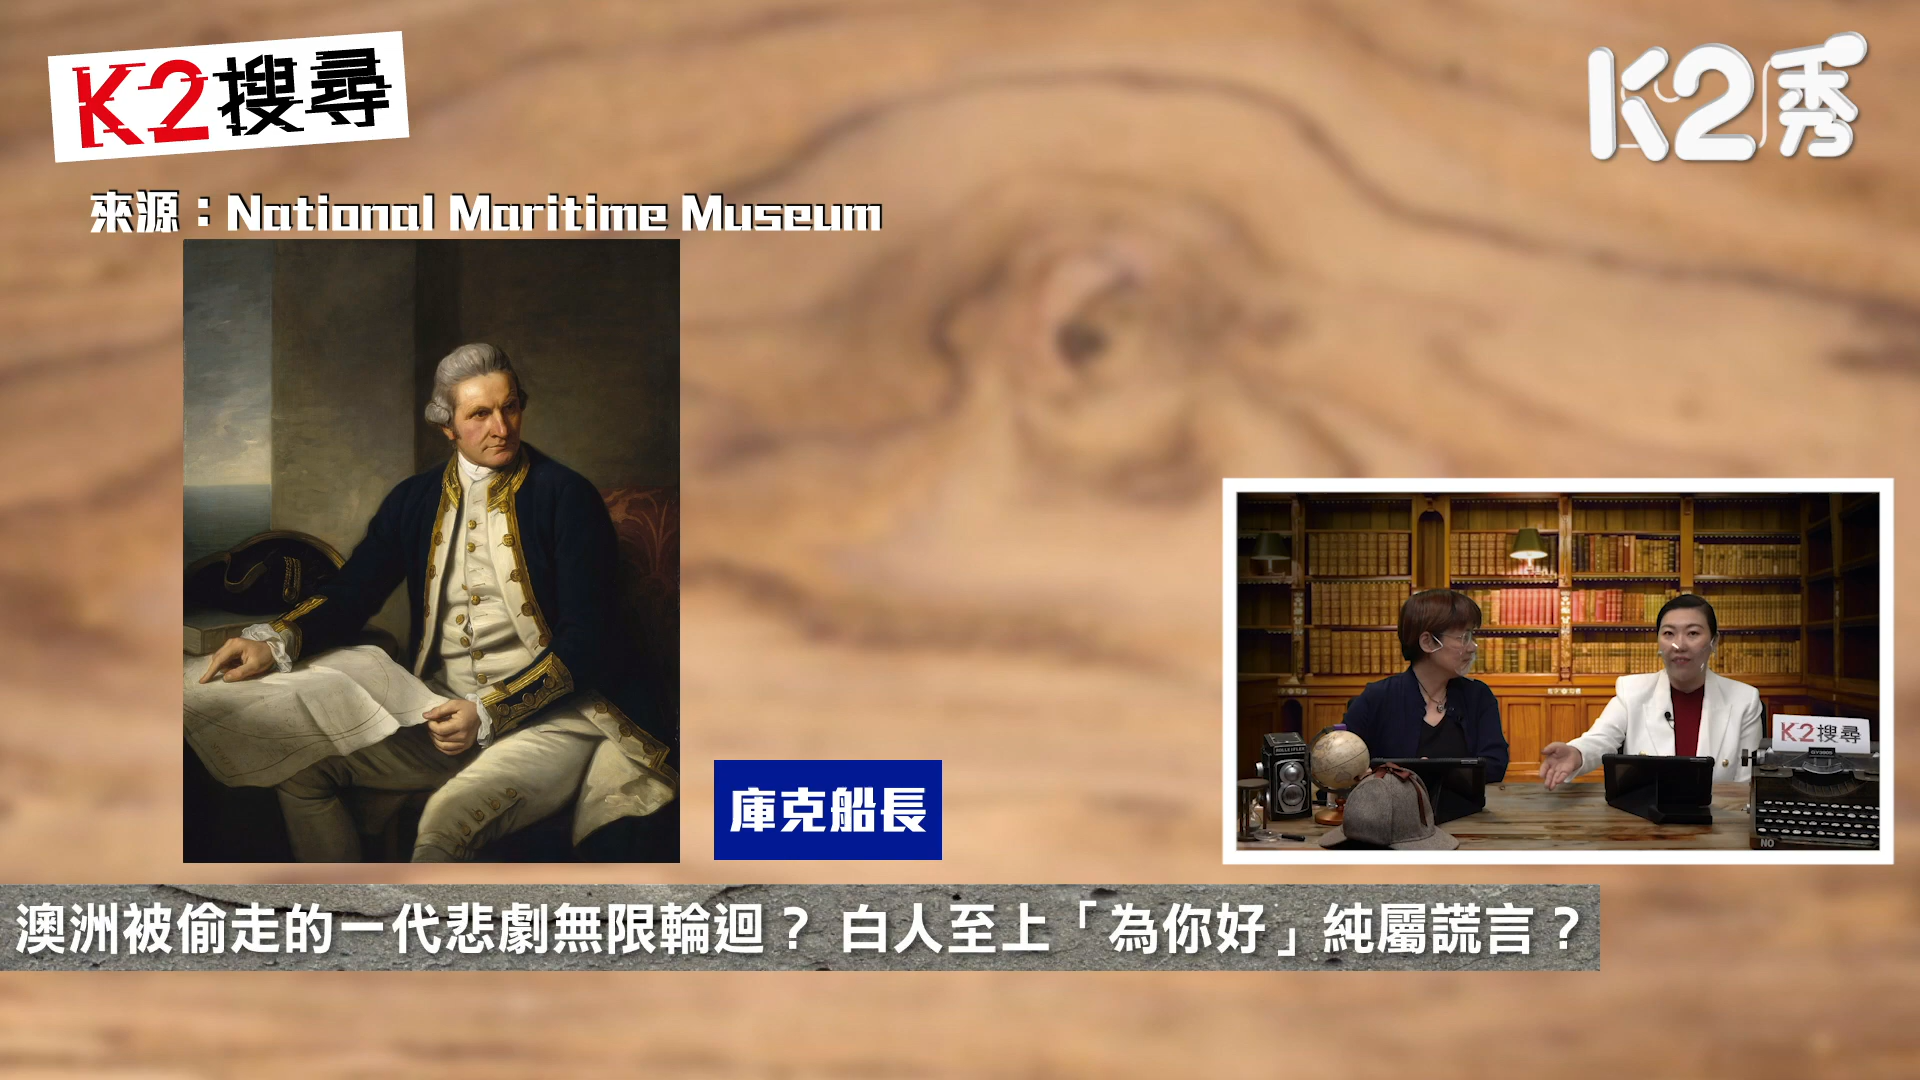 K2搜尋
K2秀
來源：National Maritime Museum
庫克船長
ROLLEIFLEX
K2搜尋
NO
澳洲被偷走的一代悲劇無限輪迴？ 白人至上「為你好」純屬謊言？